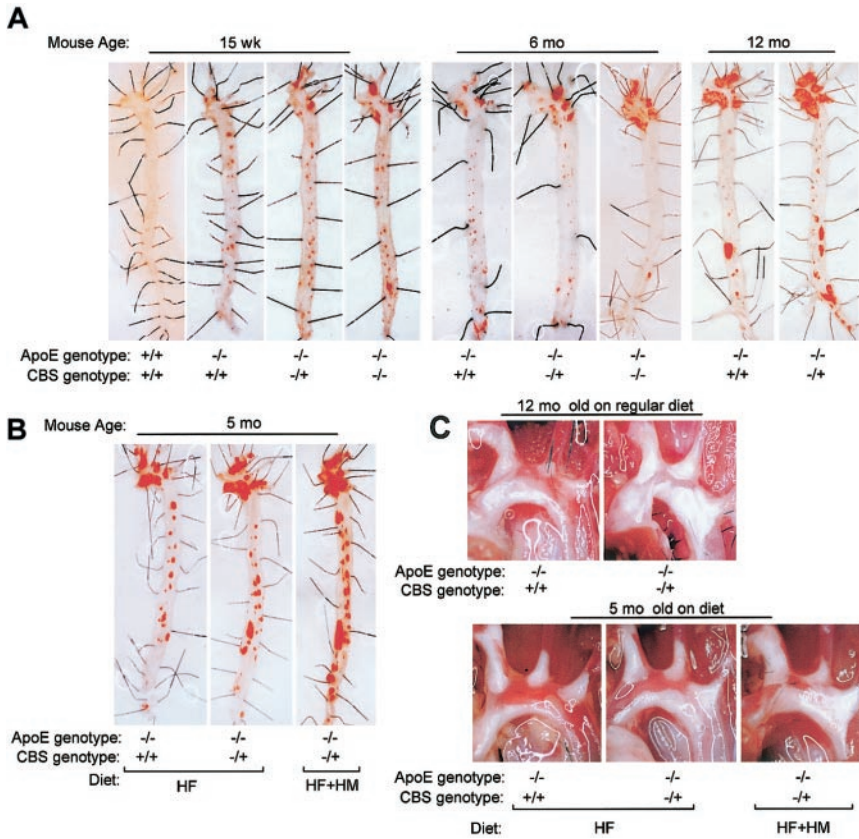 A
Mouse Age: 15 wk 6 mo 12 mo
ApoE genotype: +/+ -/- -/- -/- -/- -/- -/- -/- -/-
CBS genotype: +/+ +/+ -/+ -/- +/+ -/+ -/- +/+ -/+
B
Mouse Age: 5 mo
ApoE genotype: -/- -/- -/-
CBS genotype: +/+ -/+ -/+
Diet: HF HF+HM
C
12 mo old on regular diet
ApoE genotype: -/- -/-
CBS genotype: +/+ -/+
5 mo old on diet
ApoE genotype: -/- -/- -/-
CBS genotype: +/+ -/+ -/+
Diet: HF HF+HM